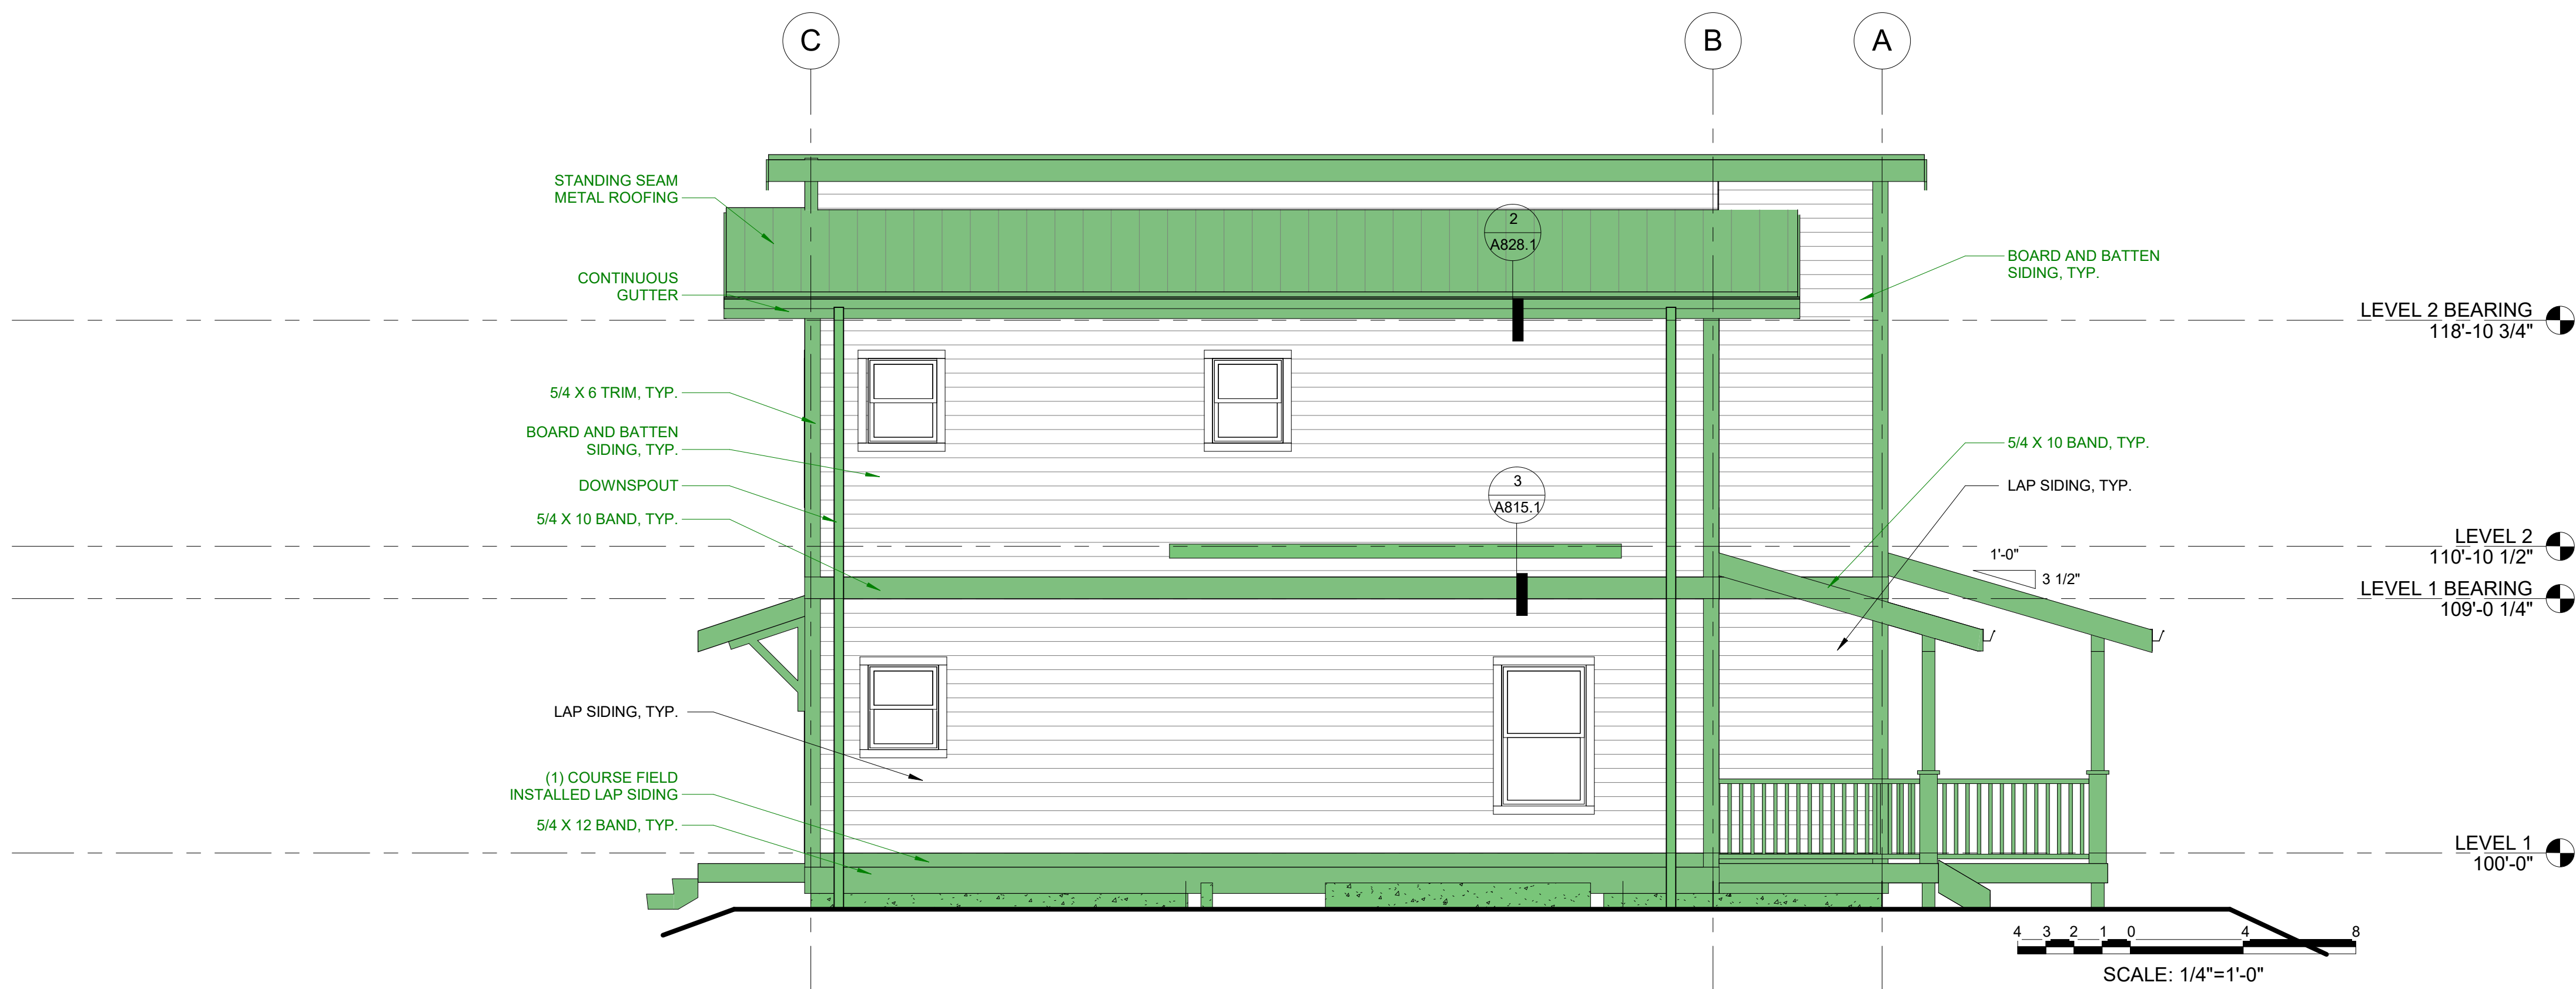 C
B
A
STANDING SEAM
METAL ROOFING
CONTINUOUS
GUTTER
5/4 X 6 TRIM, TYP.
BOARD AND BATTEN
SIDING, TYP.
DOWNSPOUT
5/4 X 10 BAND, TYP.
LAP SIDING, TYP.
(1) COURSE FIELD
INSTALLED LAP SIDING
5/4 X 12 BAND, TYP.
2
A828.1
3
A815.1
BOARD AND BATTEN
SIDING, TYP.
5/4 X 10 BAND, TYP.
LAP SIDING, TYP.
1'-0"
3 1/2"
LEVEL 2 BEARING
118'-10 3/4"
LEVEL 2
110'-10 1/2"
LEVEL 1 BEARING
109'-0 1/4"
LEVEL 1
100'-0"
4 3 2 1 0 4 8
SCALE: 1/4"=1'-0"